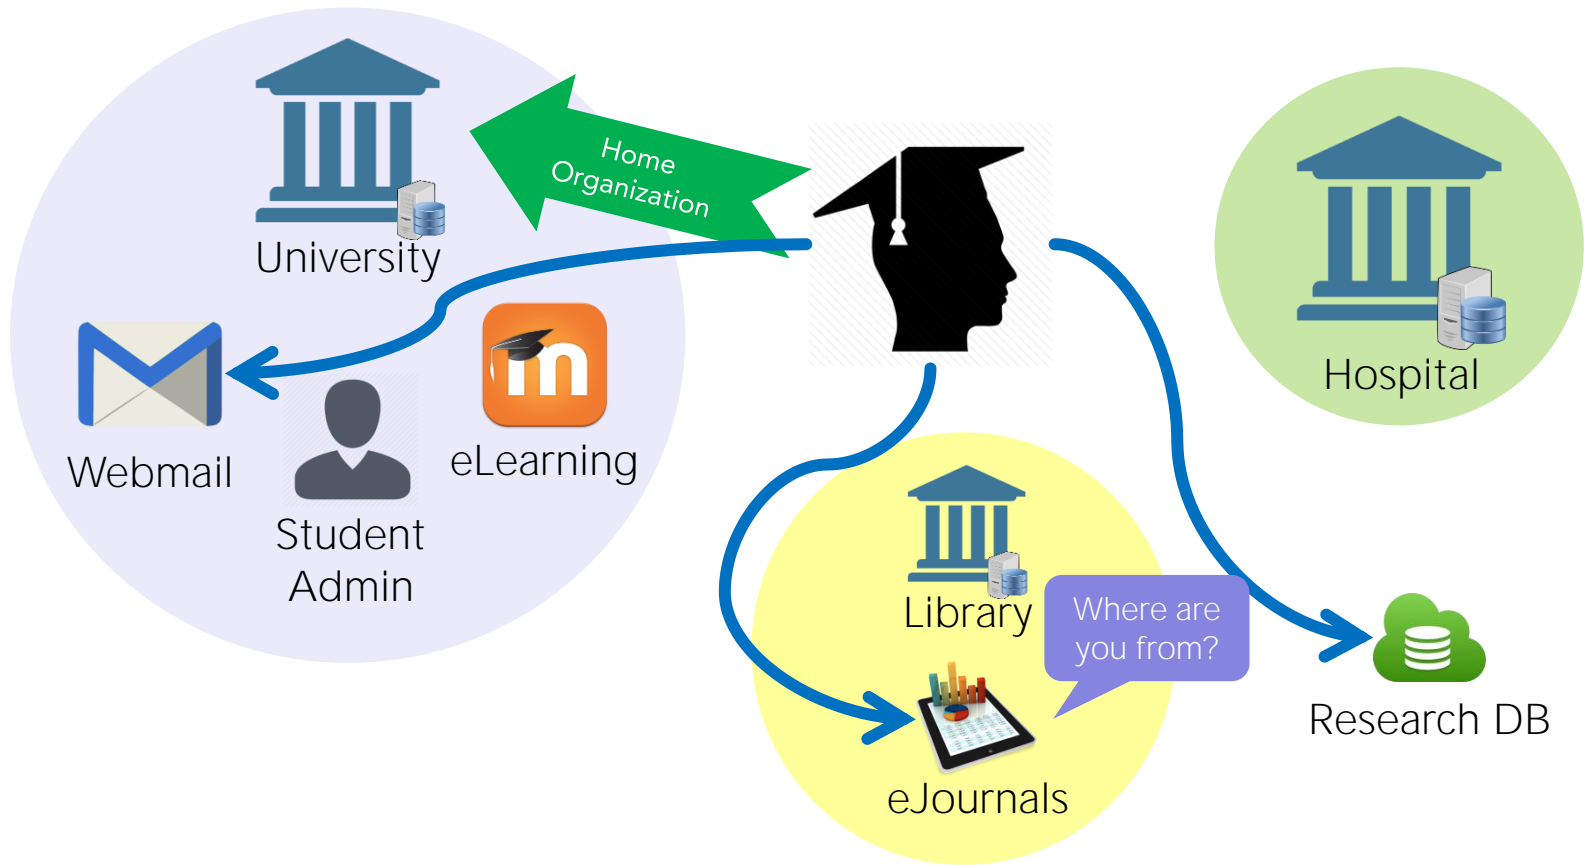 Home
Organization
University
Webmail
Student
Admin
m
eLearning
Hospital
Library
Where are
you from?
eJournals
Research DB